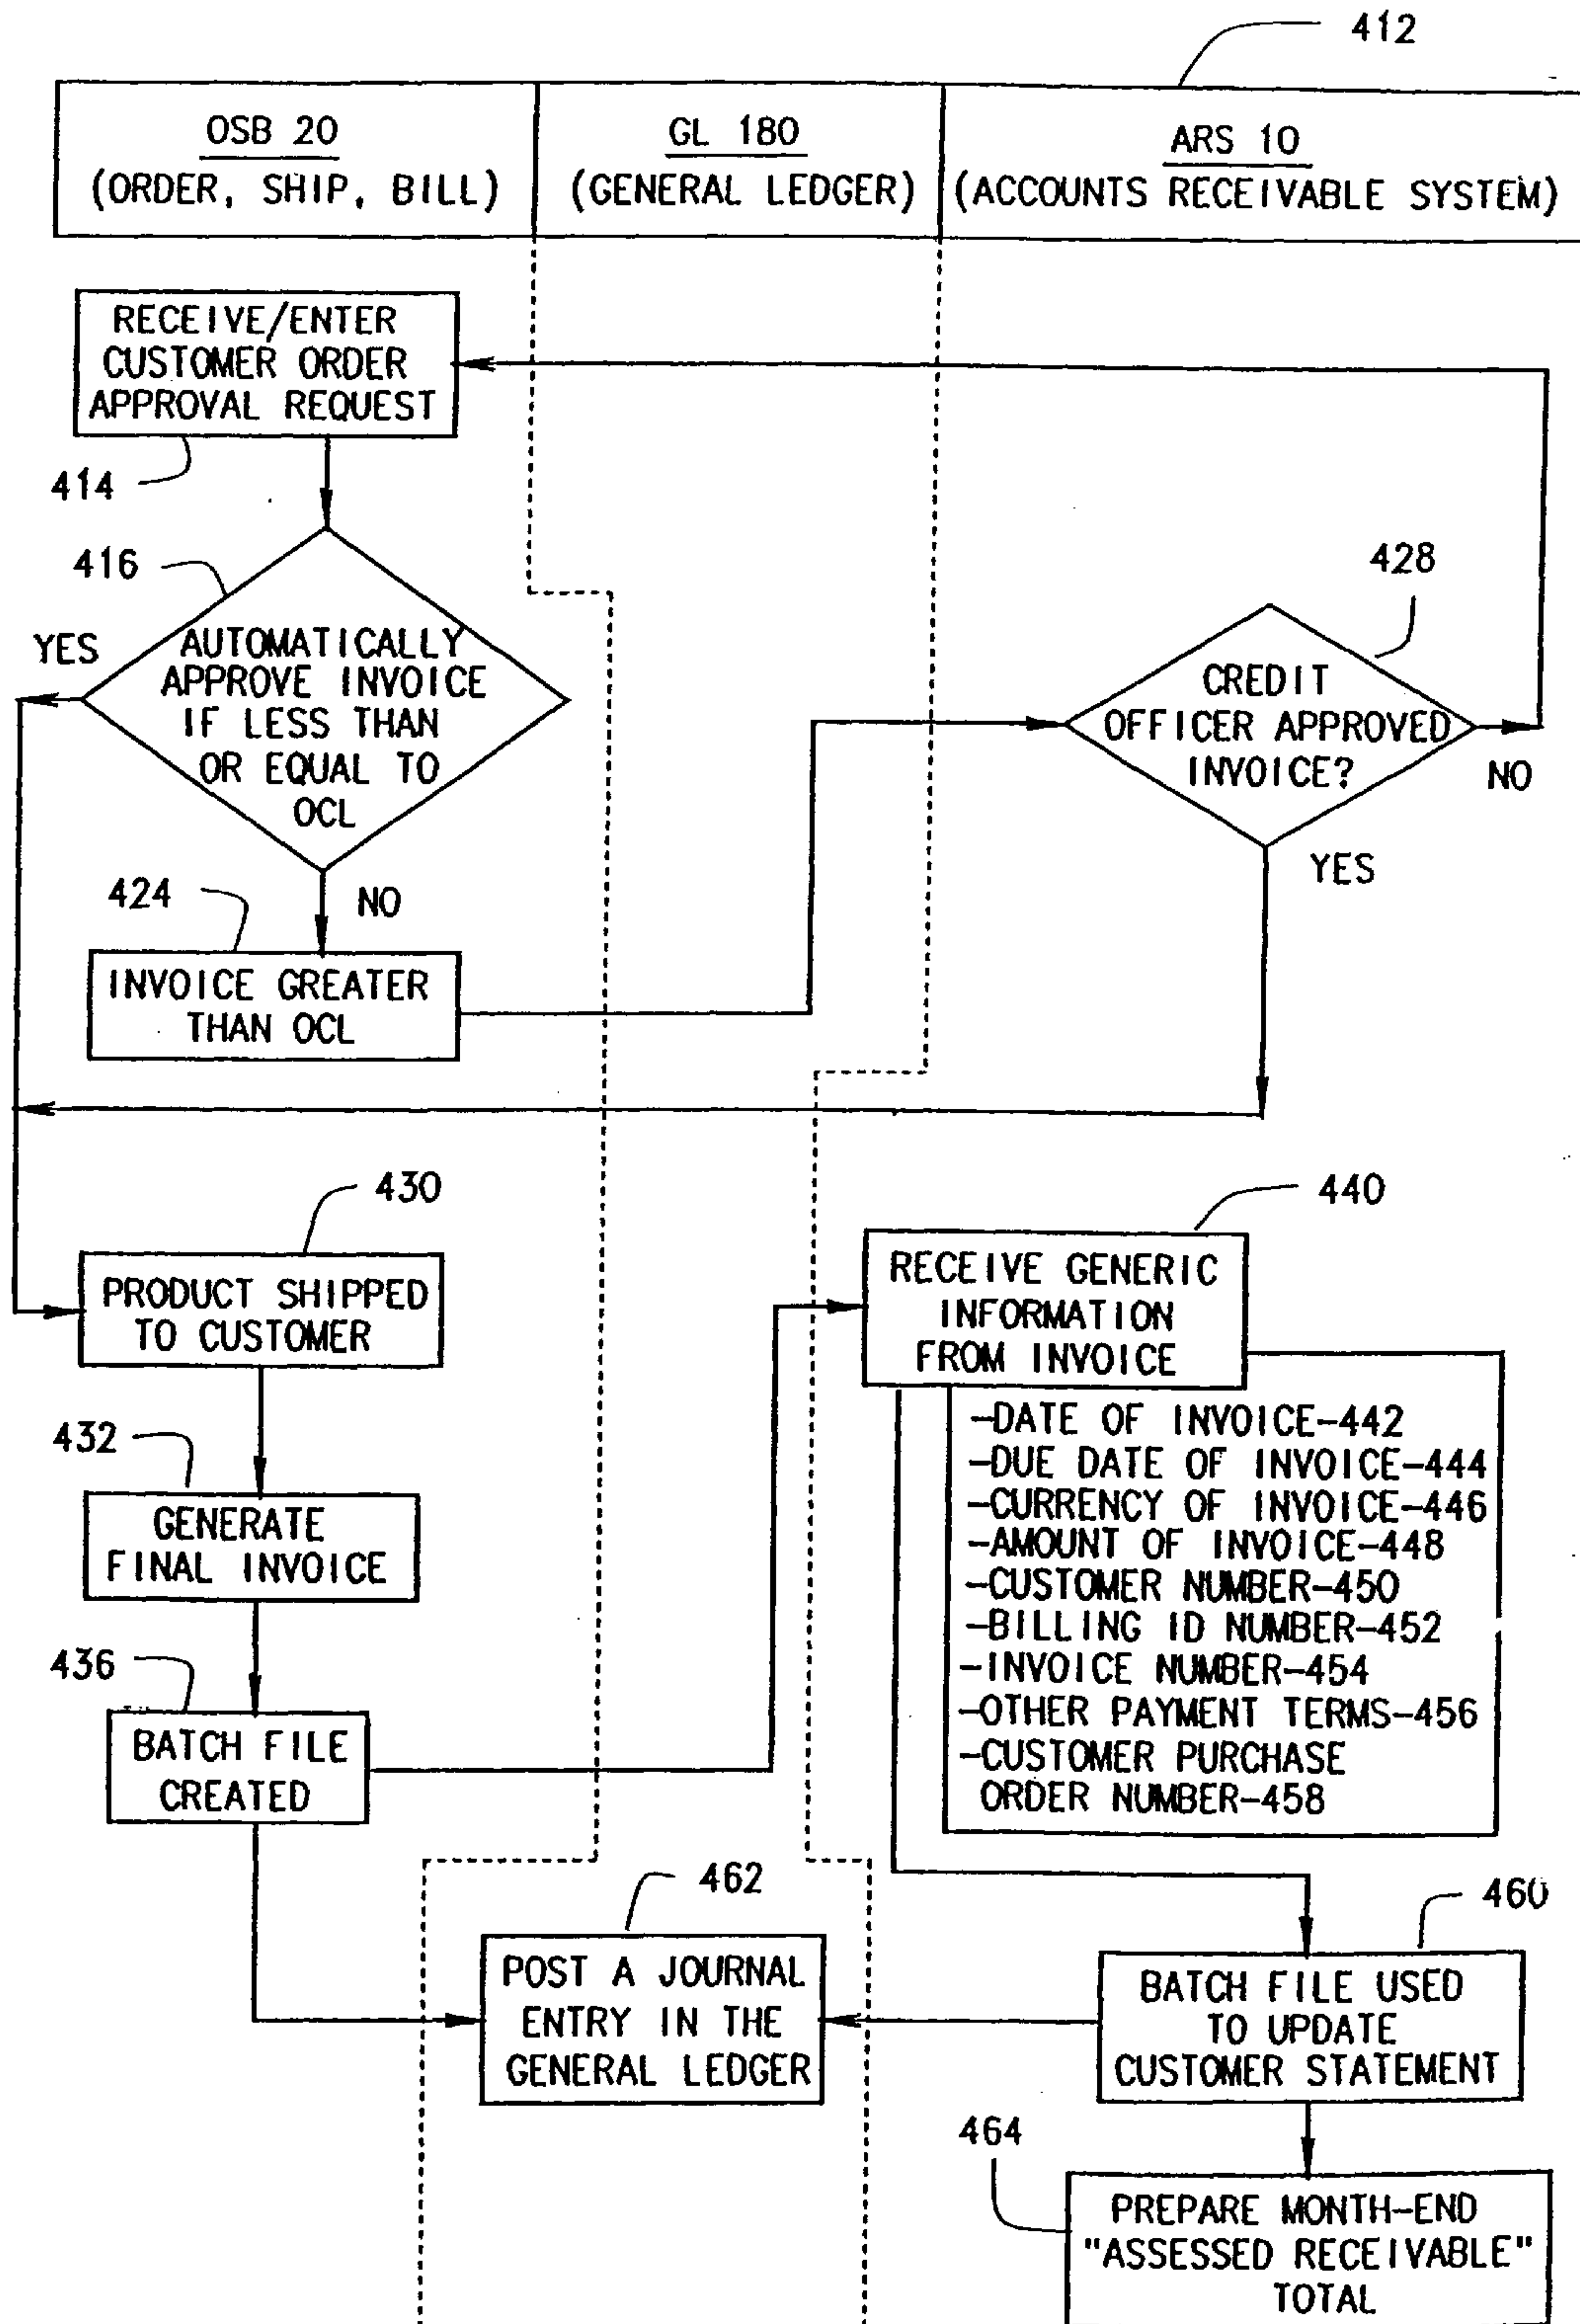 412
OSB 20
(ORDER, SHIP, BILL)
GL 180
(GENERAL LEDGER)
ARS 10
(ACCOUNTS RECEIVABLE SYSTEM)
RECEIVE/ENTER
CUSTOMER ORDER
APPROVAL REQUEST
414
416
YES
AUTOMATICALLY
APPROVE INVOICE
IF LESS THAN
OR EQUAL TO
OCL
NO
428
CREDIT
OFFICER APPROVED
INVOICE?
NO
YES
424
INVOICE GREATER
THAN OCL
430
PRODUCT SHIPPED
TO CUSTOMER
432
GENERATE
FINAL INVOICE
436
BATCH FILE
CREATED
440
RECEIVE GENERIC
INFORMATION
FROM INVOICE
-DATE OF INVOICE-442
-DUE DATE OF INVOICE-444
-CURRENCY OF INVOICE-446
-AMOUNT OF INVOICE-448
-CUSTOMER NUMBER-450
-BILLING ID NUMBER-452
-INVOICE NUMBER-454
-OTHER PAYMENT TERMS-456
-CUSTOMER PURCHASE
ORDER NUMBER-458
462
POST A JOURNAL
ENTRY IN THE
GENERAL LEDGER
460
BATCH FILE USED
TO UPDATE
CUSTOMER STATEMENT
464
PREPARE MONTH-END
"ASSESSED RECEIVABLE"
TOTAL